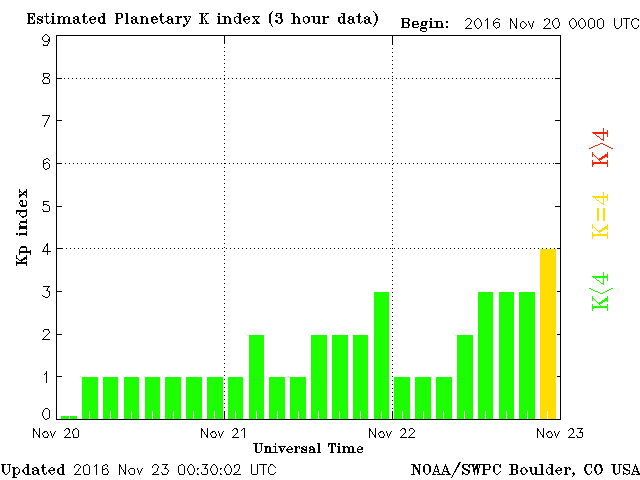 Estimated Planetary K index (3 hour data)
Begin: 2016 Nov 20 0000 UTC
9
8
7
6
5
4
3
2
1
0
Kp index
K>4
K=4
K<4
Nov 20 Nov 21 Nov 22 Nov 23
Universal Time
Updated 2016 Nov 23 00:30:02 UTC
NOAA/SWPC Boulder, CO USA